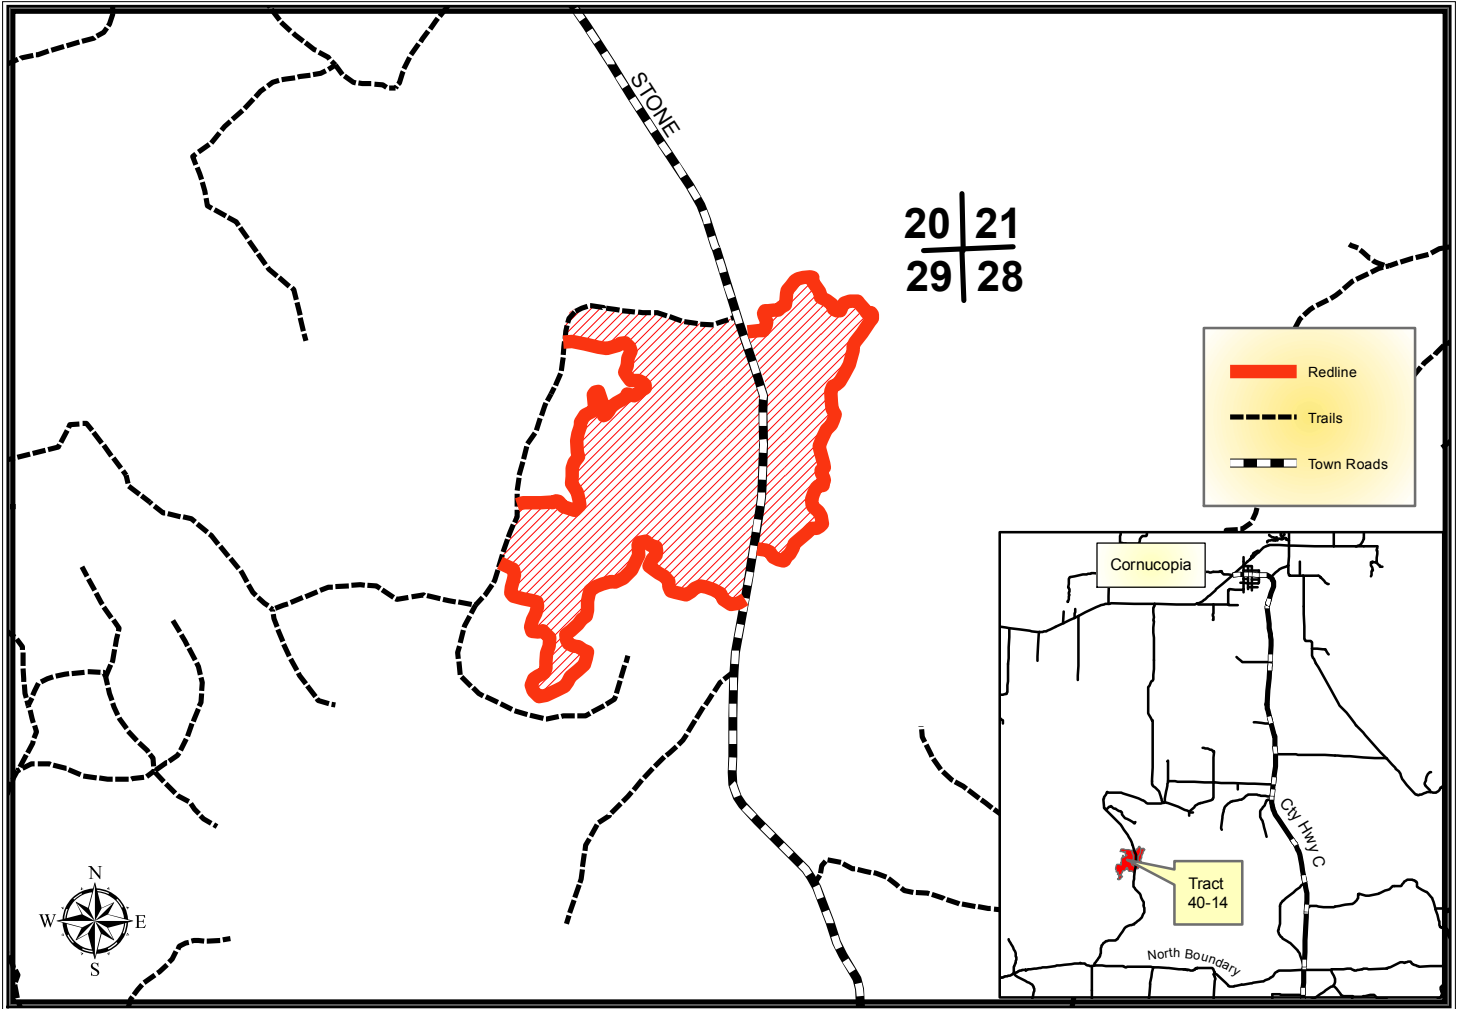 STONE
20 21
29 28
Redline
Trails
Town Roads
Cornucopia
Cty Hwy C
Tract
40-14
North Boundary
N
W E
S